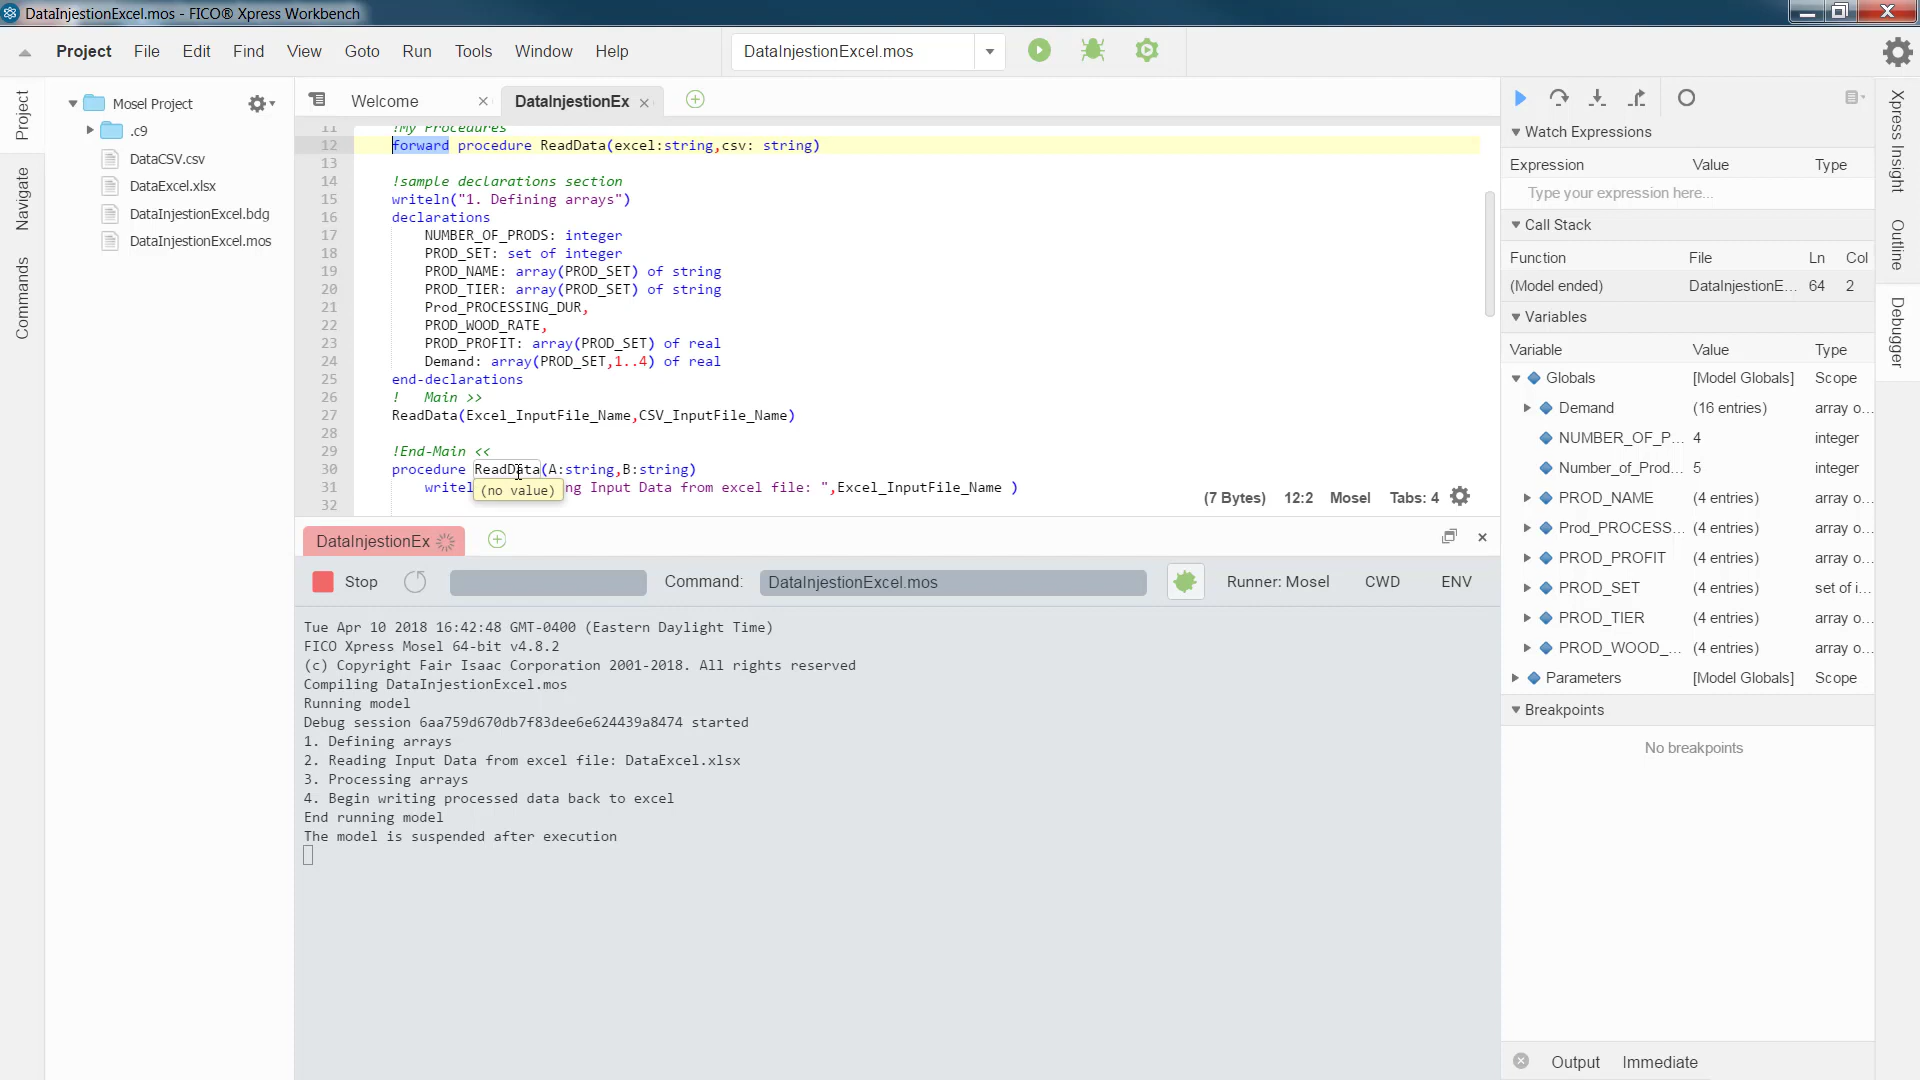 DataInjestionExcel.mos - FICO® Xpress Workbench
Project File Edit Find View Goto Run Tools Window Help
DataInjestionExcel.mos
Project
Navigate
Commands
Mosel Project
.c9
DataCSV.csv
DataExcel.xlsx
DataInjestionExcel.bdg
DataInjestionExcel.mos
Welcome
DataInjestionEx
11 !My Procedures
12 forward procedure ReadData(excel:string,csv: string)
13
14 !sample declarations section
15 writeln("1. Defining arrays")
16 declarations
17 NUMBER_OF_PRODS: integer
18 PROD_SET: set of integer
19 PROD_NAME: array(PROD_SET) of string
20 PROD_TIER: array(PROD_SET) of string
21 Prod_PROCESSING_DUR,
22 PROD_WOOD_RATE,
23 PROD_PROFIT: array(PROD_SET) of real
24 Demand: array(PROD_SET,1..4) of real
25 end-declarations
26 ! Main >>
27 ReadData(Excel_InputFile_Name,CSV_InputFile_Name)
28
29 !End-Main <<
30 procedure ReadData(A:string,B:string)
31 writel ng Input Data from excel file: ",Excel_InputFile_Name )
32
(no value)
(7 Bytes) 12:2 Mosel Tabs: 4
DataInjestionEx
Stop
Command: DataInjestionExcel.mos
Runner: Mosel CWD ENV
Tue Apr 10 2018 16:42:48 GMT-0400 (Eastern Daylight Time)
FICO Xpress Mosel 64-bit v4.8.2
(c) Copyright Fair Isaac Corporation 2001-2018. All rights reserved
Compiling DataInjestionExcel.mos
Running model
Debug session 6aa759d670db7f83dee6e624439a8474 started
1. Defining arrays
2. Reading Input Data from excel file: DataExcel.xlsx
3. Processing arrays
4. Begin writing processed data back to excel
End running model
The model is suspended after execution
Watch Expressions
Expression Value Type
Type your expression here...
Call Stack
Function File Ln Col
(Model ended) DataInjestionE... 64 2
Variables
Variable Value Type
Globals [Model Globals] Scope
Demand (16 entries) array o...
NUMBER_OF_P... 4 integer
Number_of_Prod... 5 integer
PROD_NAME (4 entries) array o...
Prod_PROCESS... (4 entries) array o...
PROD_PROFIT (4 entries) array o...
PROD_SET (4 entries) set of i...
PROD_TIER (4 entries) array o...
PROD_WOOD_... (4 entries) array o...
Parameters [Model Globals] Scope
Breakpoints
No breakpoints
Output Immediate
Xpress Insight
Outline
Debugger